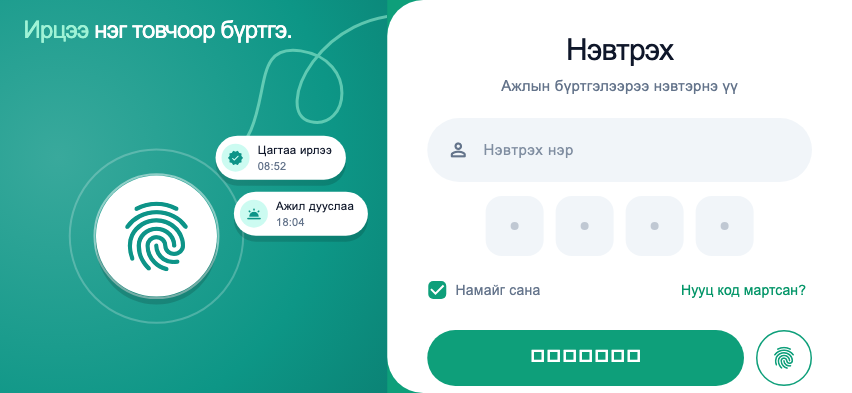 Ирцээ нэг товчоор бүртгэ.
Цагтаа ирлээ
08:52
Ажил дууслаа
18:04
Нэвтрэх
Ажлын бүртгэлээрээ нэвтэрнэ үү
Нэвтрэх нэр
Намайг сана
Нууц код мартсан?